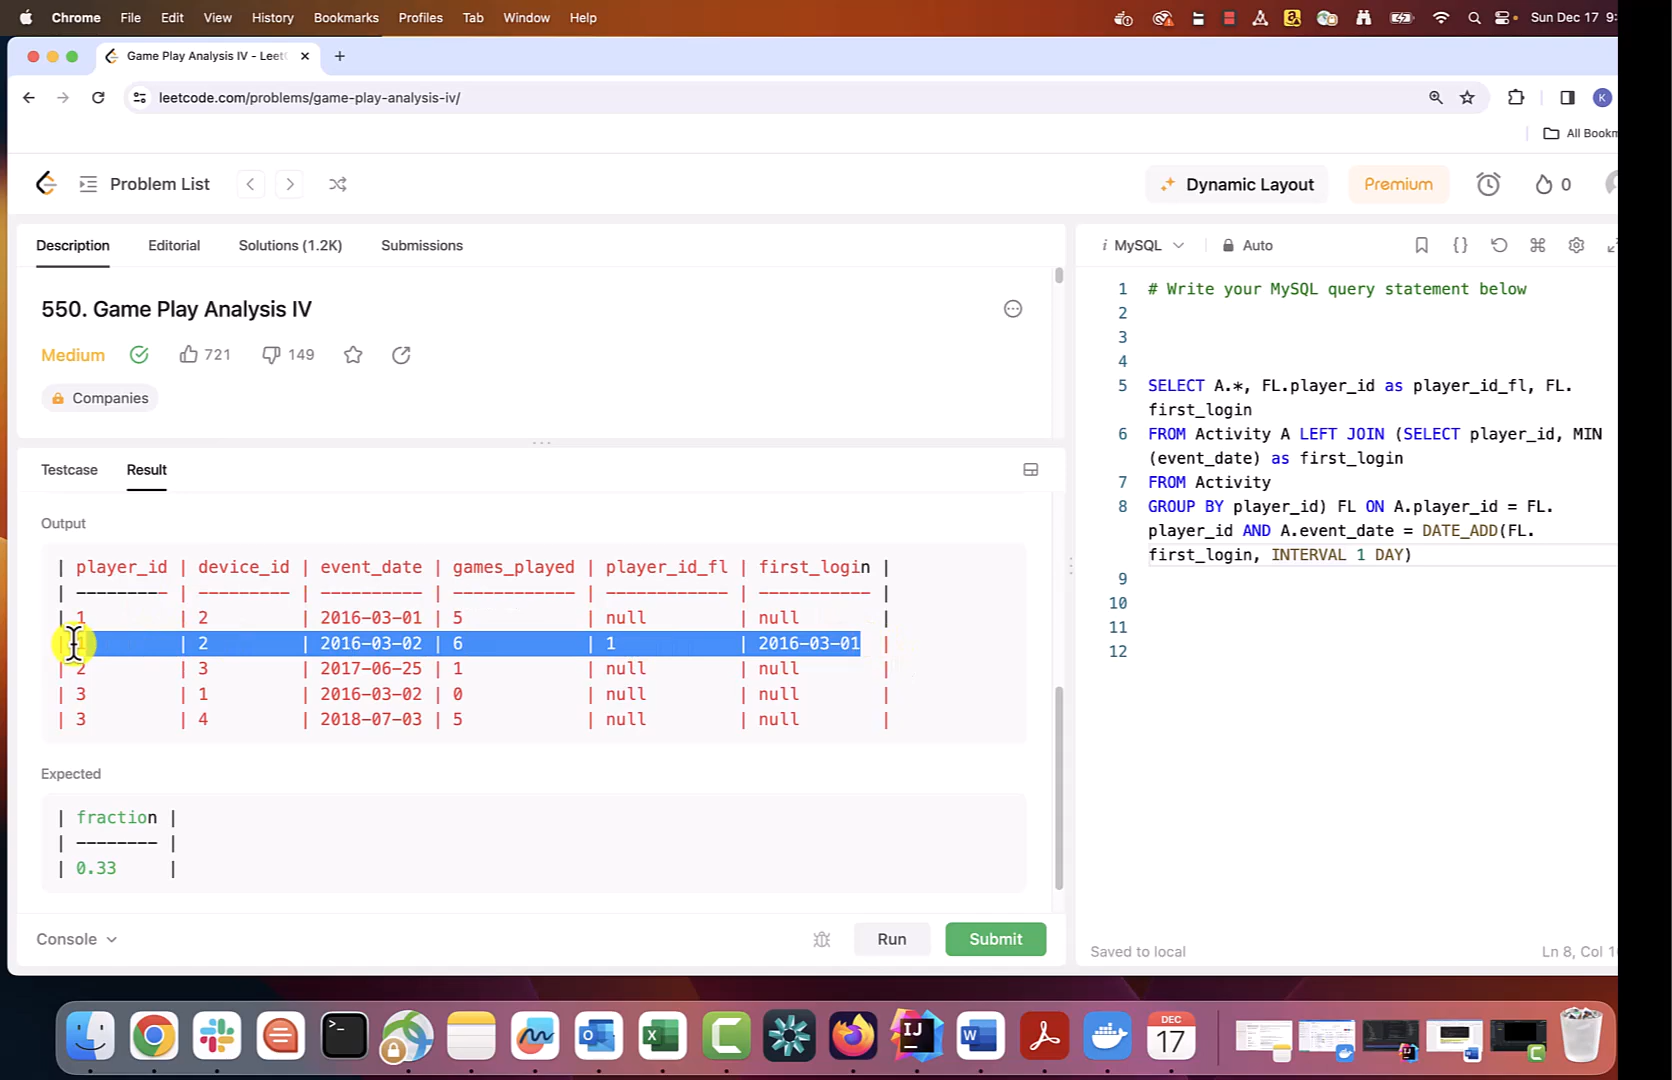 Chrome File Edit View History Bookmarks Profiles Tab Window Help Sun Dec 17 9:
Game Play Analysis IV - Leet
leetcode.com/problems/game-play-analysis-iv/
K
All Bookm
Problem List Dynamic Layout Premium 0
Description Editorial Solutions (1.2K) Submissions
550. Game Play Analysis IV
Medium 721 149
Companies
Testcase Result
Output
| player_id | device_id | event_date | games_played | player_id_fl | first_login |
| --------- | --------- | ---------- | ------------ | ------------ | ----------- |
| 1 | 2 | 2016-03-01 | 5 | null | null |
| 1 | 2 | 2016-03-02 | 6 | 1 | 2016-03-01 |
| 2 | 3 | 2017-06-25 | 1 | null | null |
| 3 | 1 | 2016-03-02 | 0 | null | null |
| 3 | 4 | 2018-07-03 | 5 | null | null |
Expected
| fraction |
| -------- |
| 0.33 |
Console Run Submit
i MySQL Auto {}
1 # Write your MySQL query statement below
2
3
4
5 SELECT A.*, FL.player_id as player_id_fl, FL.
first_login
6 FROM Activity A LEFT JOIN (SELECT player_id, MIN
(event_date) as first_login
7 FROM Activity
8 GROUP BY player_id) FL ON A.player_id = FL.
player_id AND A.event_date = DATE_ADD(FL.
first_login, INTERVAL 1 DAY)
9
10
11
12
Saved to local Ln 8, Col 1
DEC
17